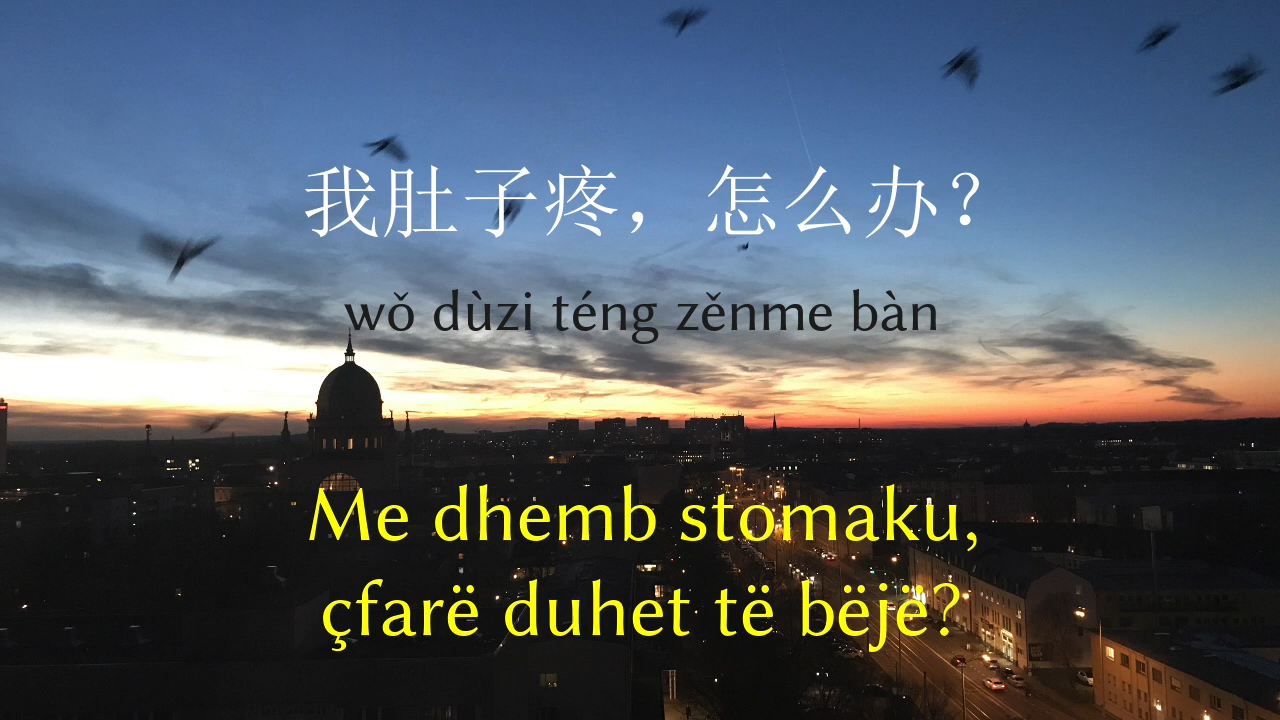 我肚子疼，怎么办？
wǒ dùzi téng zěnme bàn
Me dhemb stomaku,
çfarë duhet të bëjë?